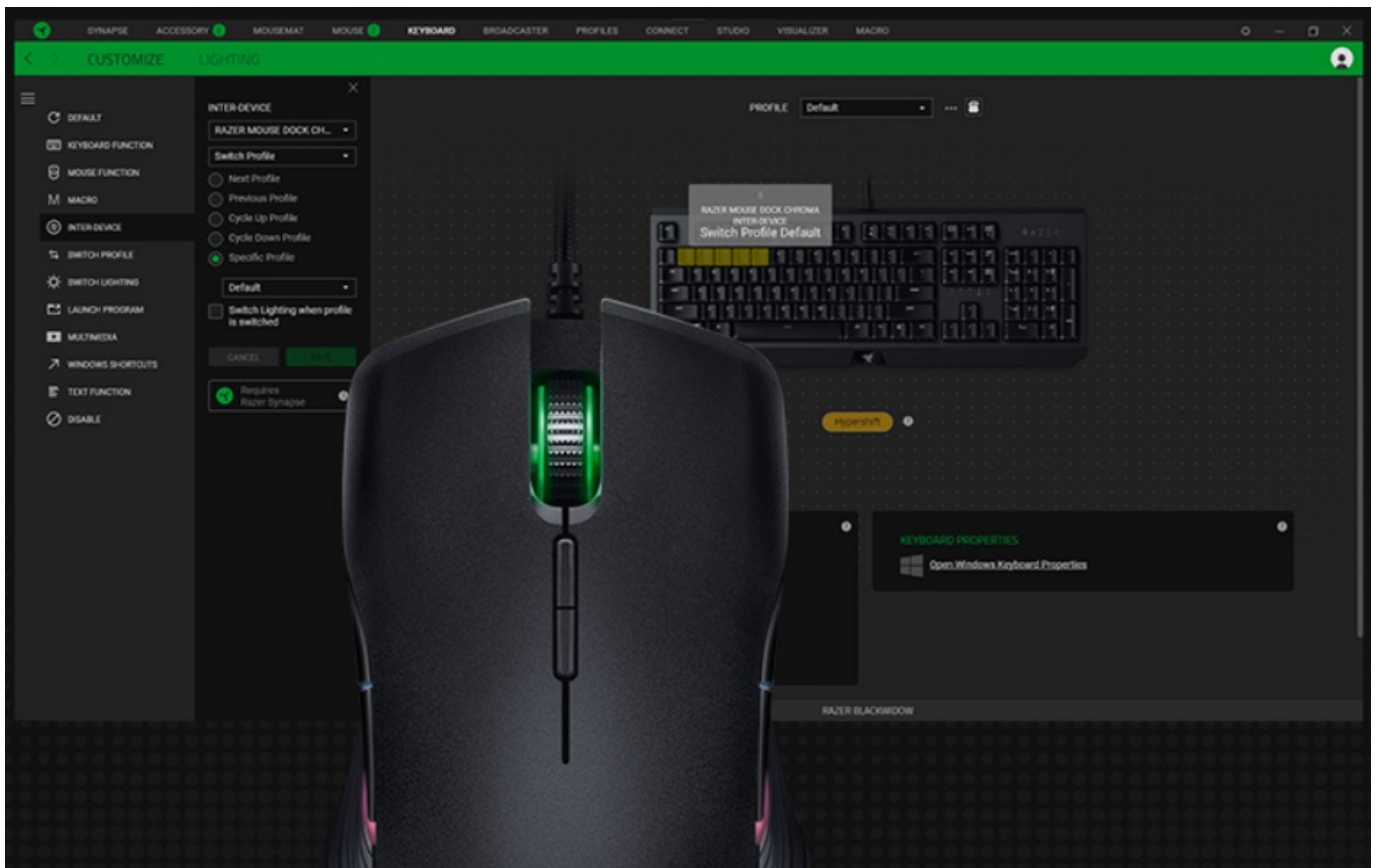 SYNAPSE ACCESSORY MOUSEMAT MOUSE KEYBOARD BROADCASTER PROFILES CONNECT STUDIO VISUALIZER MACRO
CUSTOMIZE LIGHTING
DEFAULT
KEYBOARD FUNCTION
MOUSE FUNCTION
MACRO
INTER-DEVICE
SWITCH PROFILE
SWITCH LIGHTING
LAUNCH PROGRAM
MULTIMEDIA
WINDOWS SHORTCUTS
TEXT FUNCTION
DISABLE
INTER-DEVICE
RAZER MOUSE DOCK CH...
Switch Profile
Next Profile
Previous Profile
Cycle Up Profile
Cycle Down Profile
Specific Profile
Default
Switch Lighting when profile
is switched
CANCEL SAVE
Requires
Razer Synapse
PROFILE Default
RAZER MOUSE DOCK CHROMA
INTER-DEVICE
Switch Profile Default
RAZER
Hypershift
KEYBOARD PROPERTIES
Open Windows Keyboard Properties
RAZER BLACKWIDOW